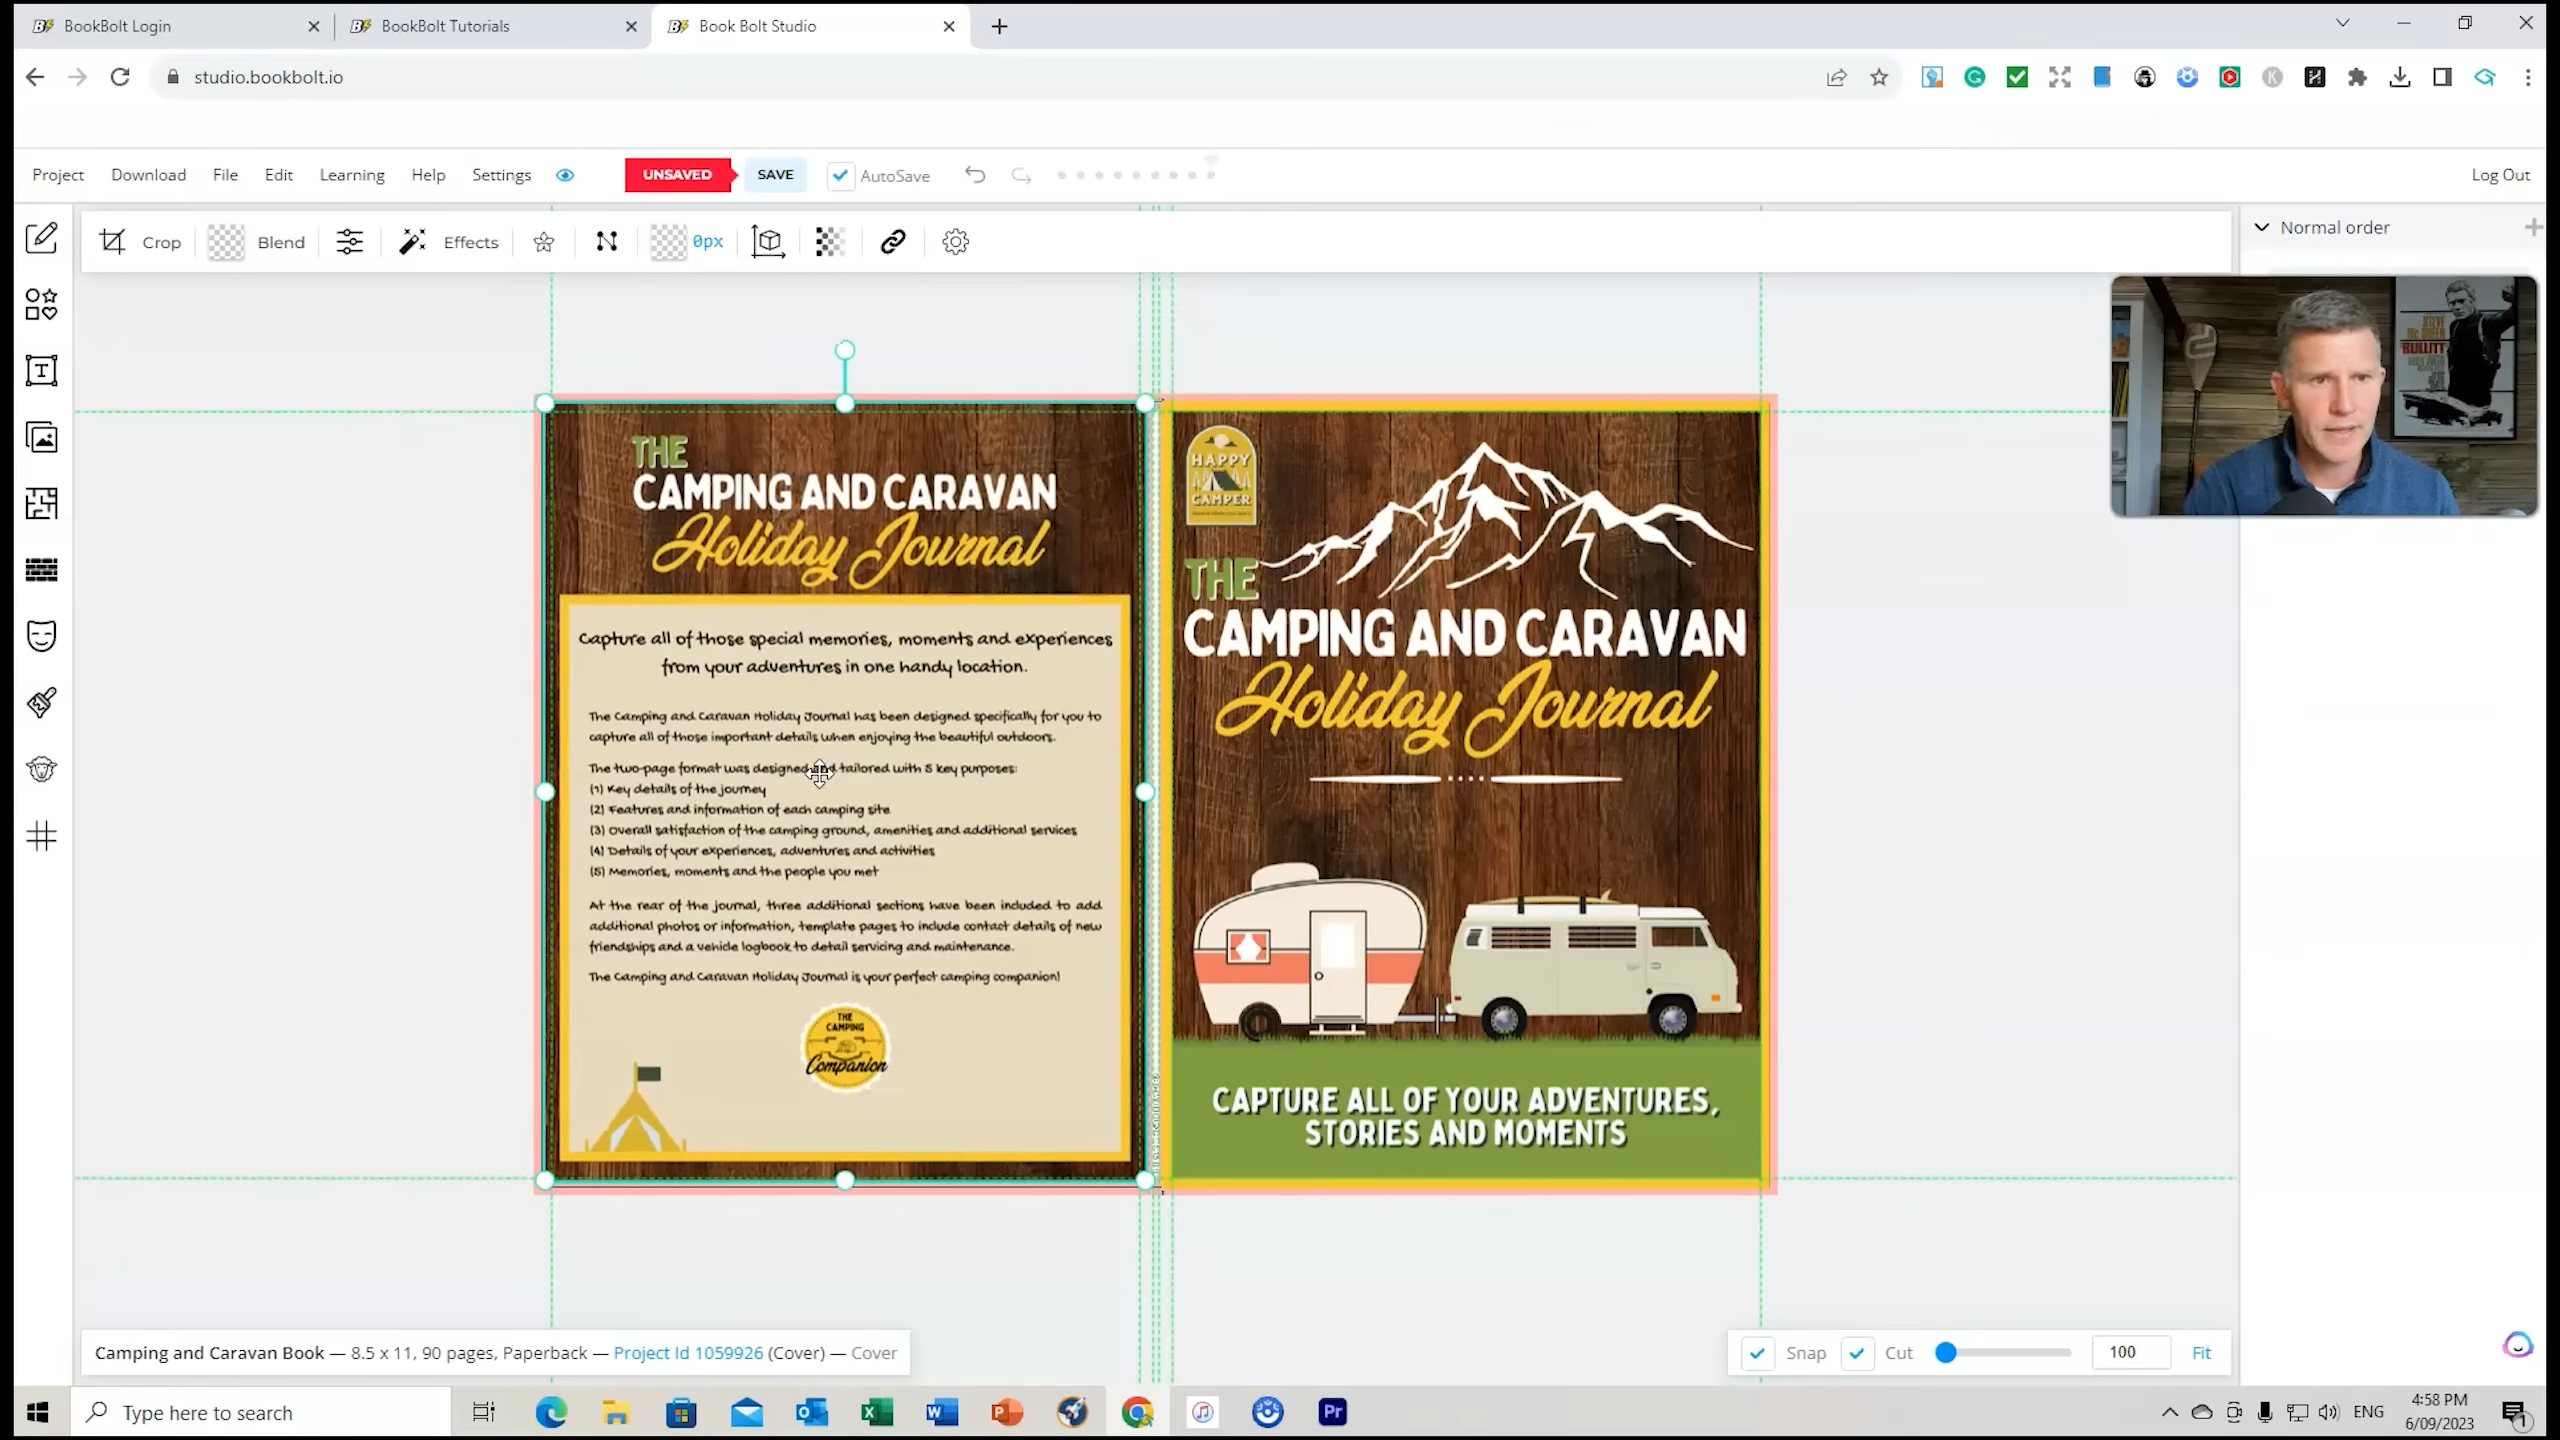 BookBolt Login
BookBolt Tutorials
Book Bolt Studio
studio.bookbolt.io
Project Download File Edit Learning Help Settings UNSAVED SAVE AutoSave Log Out
Crop Blend Effects 0px
Normal order
BULLITT
THE
CAMPING AND CARAVAN
Holiday Journal
Capture all of those special memories, moments and experiences
from your adventures in one handy location.
The Camping and Caravan Holiday Journal has been designed specifically for you to
capture all of those important details when enjoying the beautiful outdoors.
The two-page format was designed and tailored with 5 key purposes:
(1) Key details of the journey
(2) Features and information of each camping site
(3) Overall satisfaction of the camping ground, amenities and additional services
(4) Details of your experiences, adventures and activities
(5) Memories, moments and the people you met
At the rear of the journal, three additional sections have been included to add
additional photos or information, template pages to include contact details of new
friendships and a vehicle logbook to detail servicing and maintenance.
The Camping and Caravan Holiday Journal is your perfect camping companion!
THE
CAMPING
Companion
HAPPY
CAMPER
THE
CAMPING AND CARAVAN
Holiday Journal
CAPTURE ALL OF YOUR ADVENTURES,
STORIES AND MOMENTS
Camping and Caravan Book — 8.5 x 11, 90 pages, Paperback — Project Id 1059926 (Cover) — Cover
Snap Cut 100 Fit
Type here to search
ENG
4:58 PM
6/09/2023